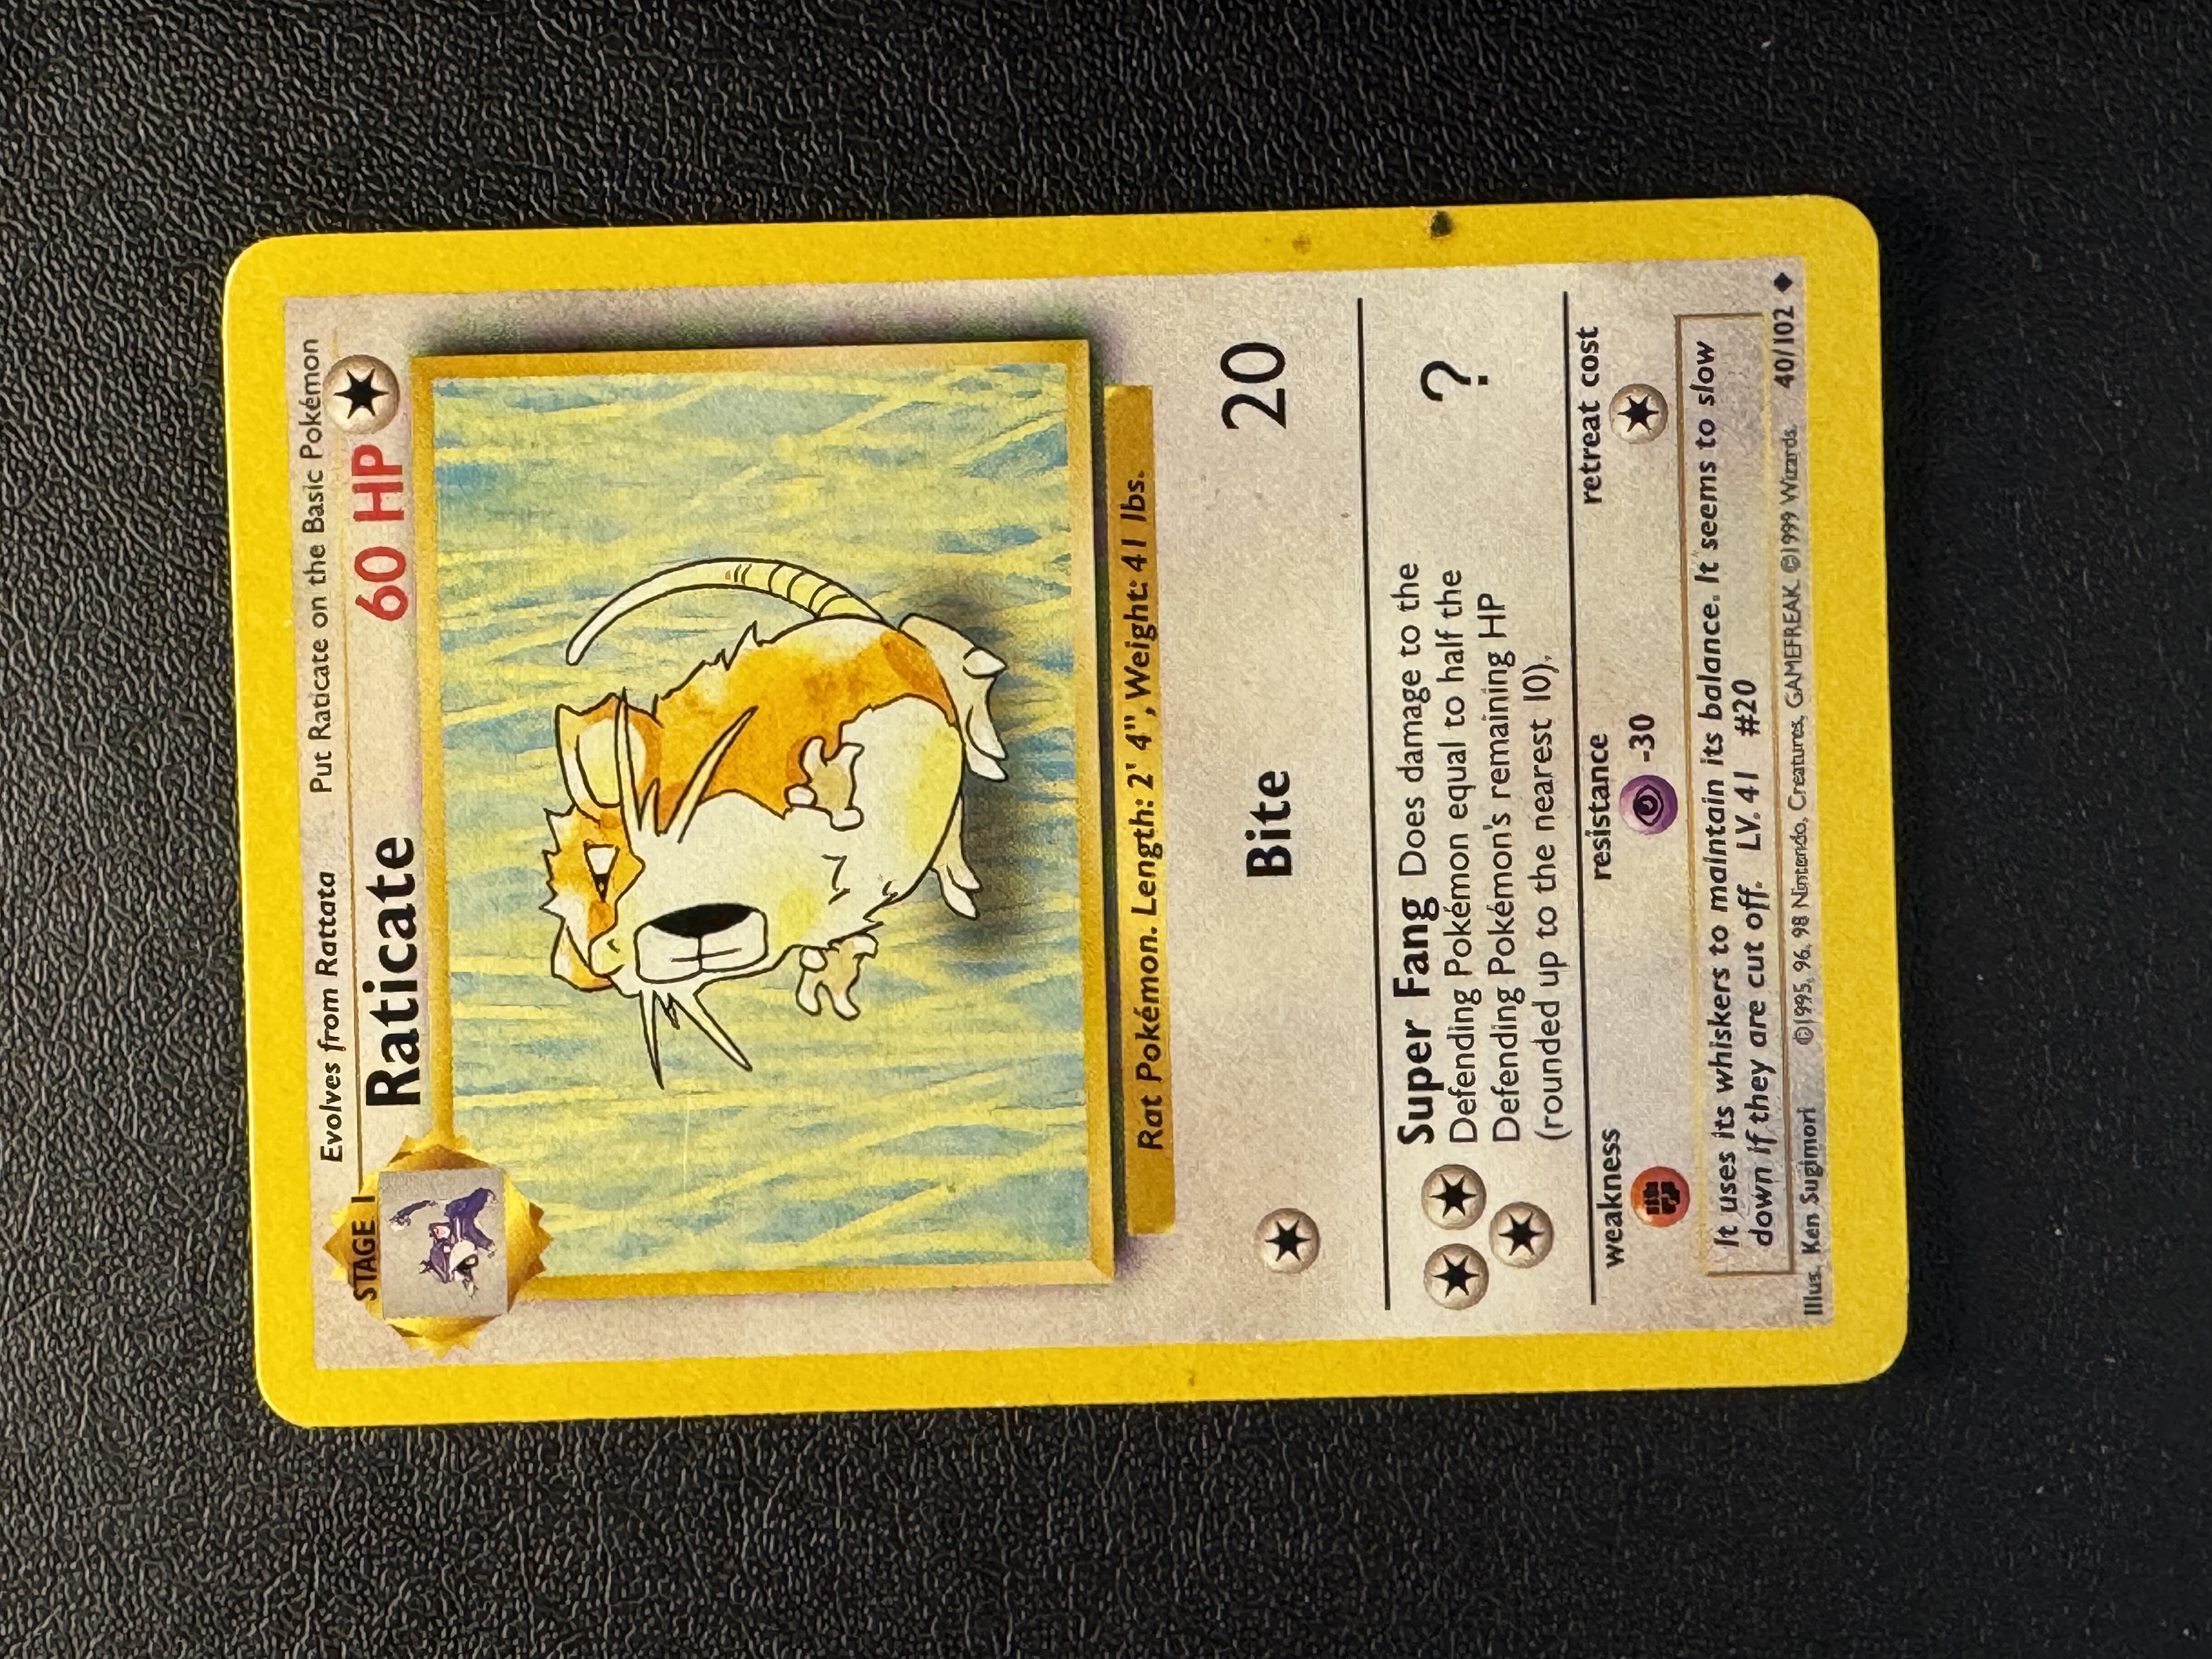 Evolves from Rattata Put Raticate on the Basic Pokémon
STAGE 1
Raticate 60 HP
Rat Pokémon. Length: 2' 4", Weight: 41 lbs.
Bite 20
Super Fang Does damage to the
Defending Pokémon equal to half the
Defending Pokémon's remaining HP
(rounded up to the nearest 10).
?
weakness resistance retreat cost
-30
It uses its whiskers to maintain its balance. It seems to slow
down if they are cut off. LV. 41 #20
Illus. Ken Sugimori ©1995, 96, 98 Nintendo, Creatures, GAMEFREAK. ©1999 Wizards. 40/102